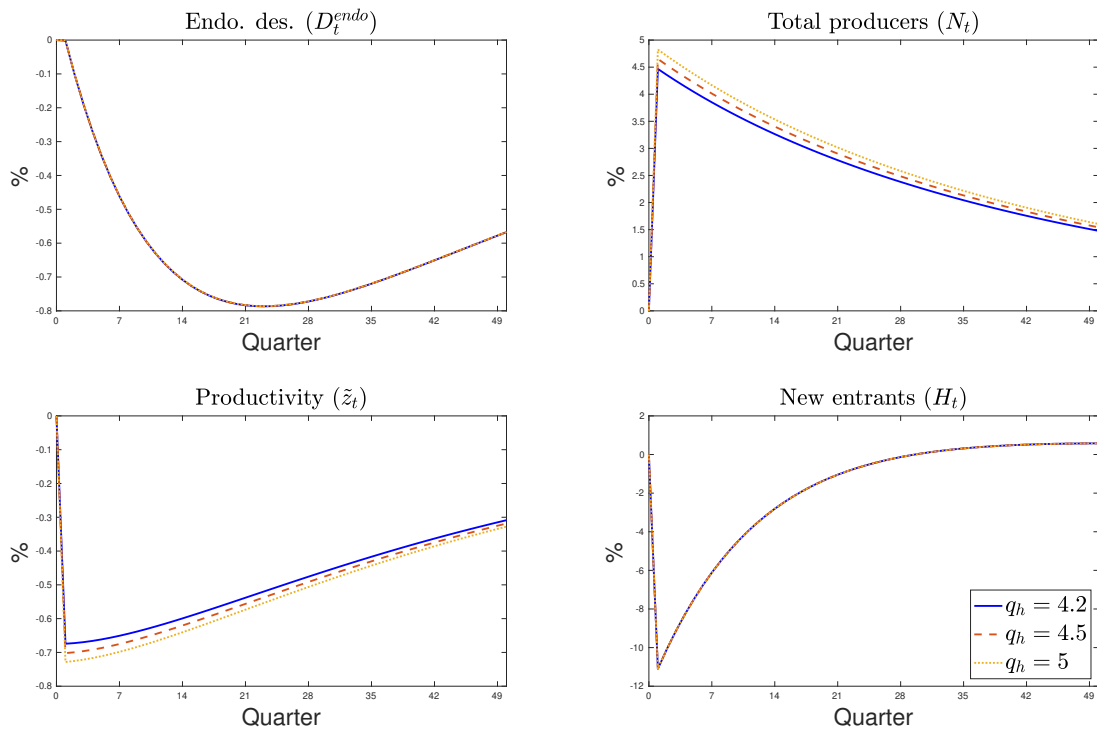 Endo. des. (D_t^{endo})
0
-0.1
-0.2
-0.3
-0.4
-0.5
-0.6
-0.7
-0.8
%
0 7 14 21 28 35 42 49
Quarter
Total producers (N_t)
5
4.5
4
3.5
3
2.5
2
1.5
1
0.5
0
%
0 7 14 21 28 35 42 49
Quarter
Productivity (z̃_t)
0
-0.1
-0.2
-0.3
-0.4
-0.5
-0.6
-0.7
-0.8
%
0 7 14 21 28 35 42 49
Quarter
New entrants (H_t)
2
0
-2
-4
-6
-8
-10
-12
%
0 7 14 21 28 35 42 49
Quarter
q_h = 4.2
q_h = 4.5
q_h = 5